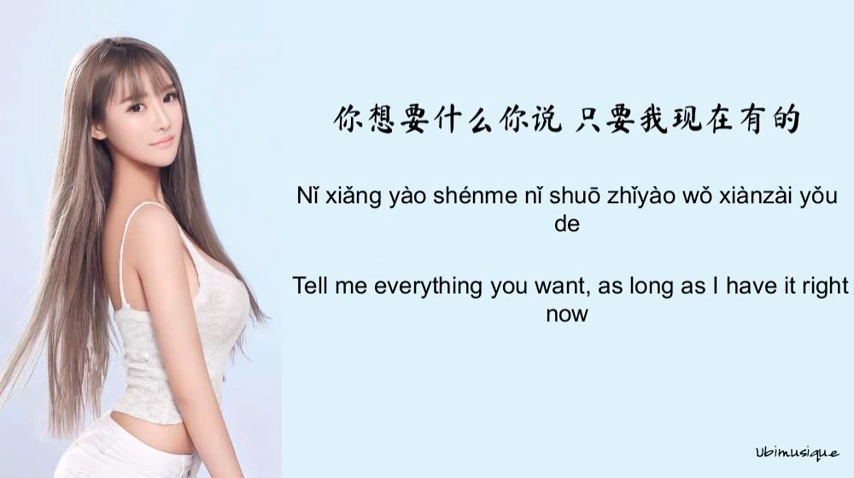 你想要什么你说 只要我现在有的
Nǐ xiǎng yào shénme nǐ shuō zhǐyào wǒ xiànzài yǒu
de
Tell me everything you want, as long as I have it right
now
Ubimusique